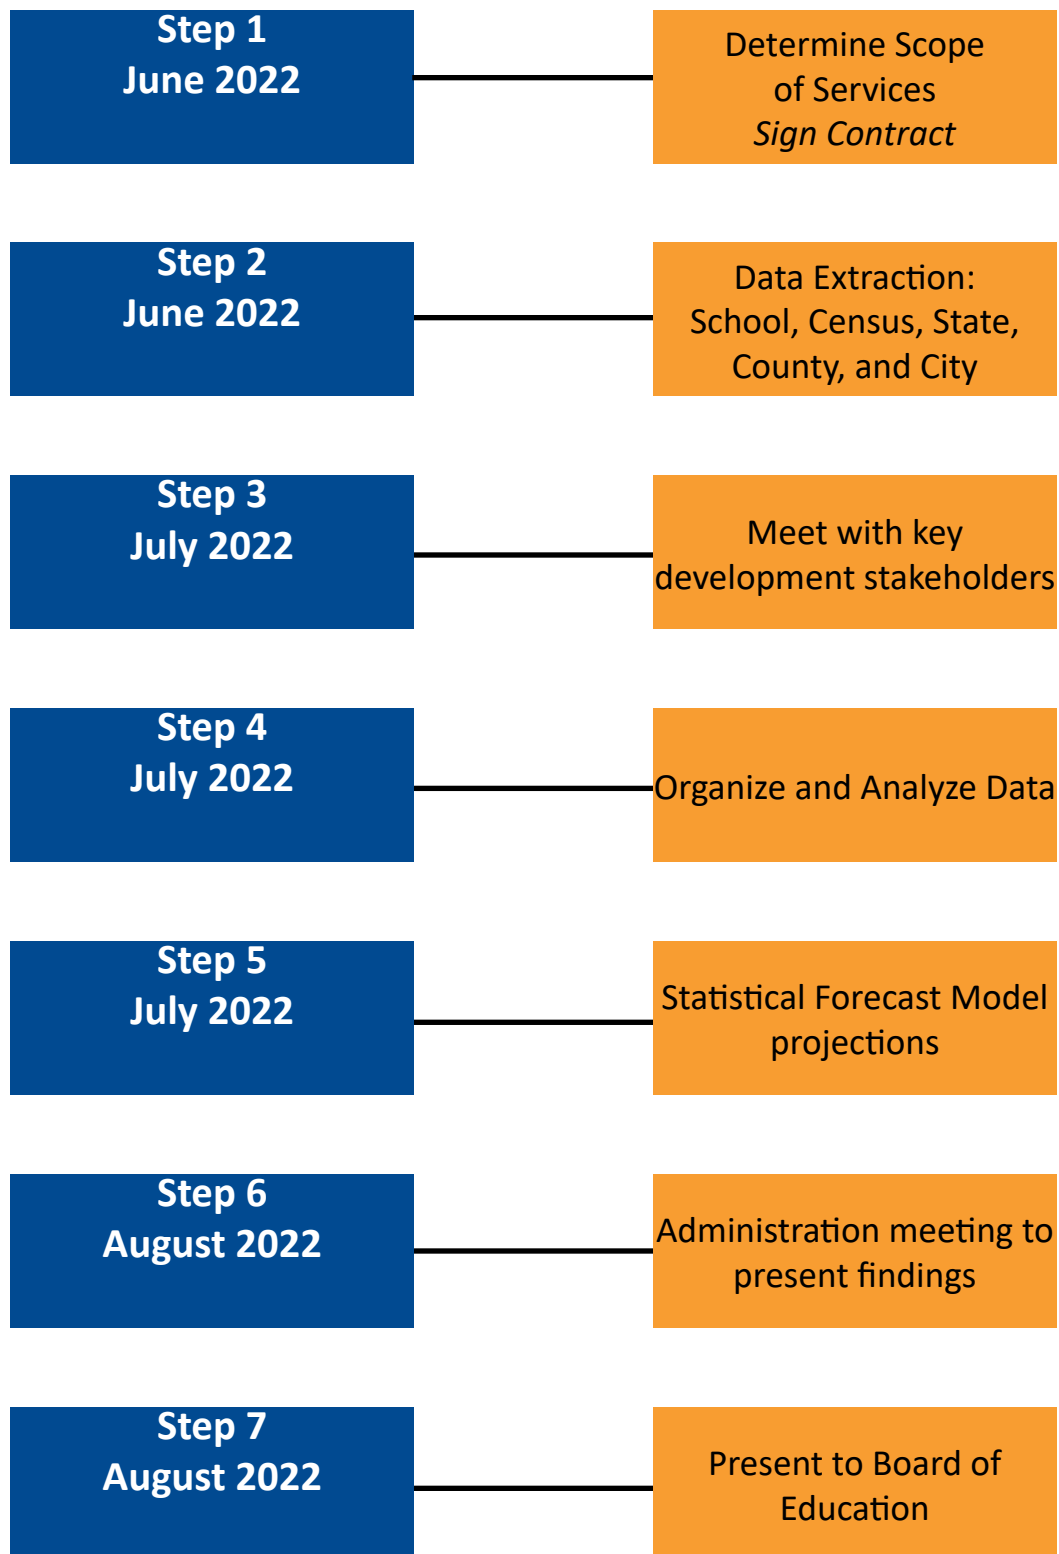 Step 1
June 2022
Determine Scope
of Services
Sign Contract
Step 2
June 2022
Data Extraction:
School, Census, State,
County, and City
Step 3
July 2022
Meet with key
development stakeholders
Step 4
July 2022
Organize and Analyze Data
Step 5
July 2022
Statistical Forecast Model
projections
Step 6
August 2022
Administration meeting to
present findings
Step 7
August 2022
Present to Board of
Education